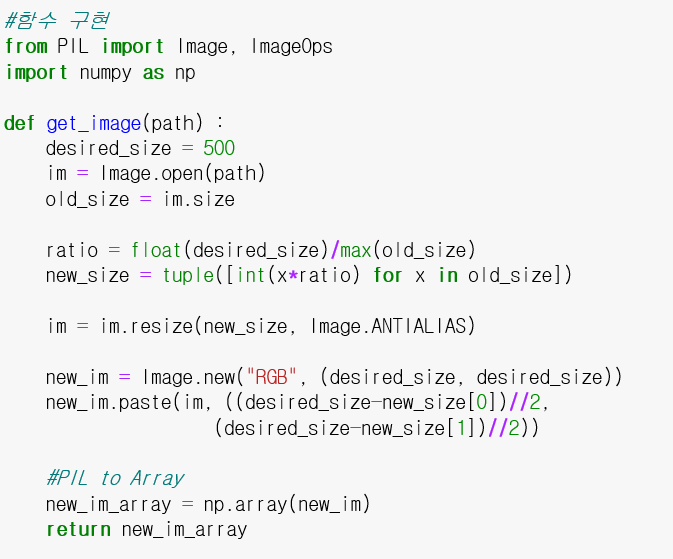 #함수 구현
from PIL import Image, ImageOps
import numpy as np
def get_image(path) :
    desired_size = 500
    im = Image.open(path)
    old_size = im.size
    ratio = float(desired_size)/max(old_size)
    new_size = tuple([int(x*ratio) for x in old_size])
    im = im.resize(new_size, Image.ANTIALIAS)
    new_im = Image.new("RGB", (desired_size, desired_size))
    new_im.paste(im, ((desired_size-new_size[0])//2,
                    (desired_size-new_size[1])//2))
    #PIL to Array
    new_im_array = np.array(new_im)
    return new_im_array